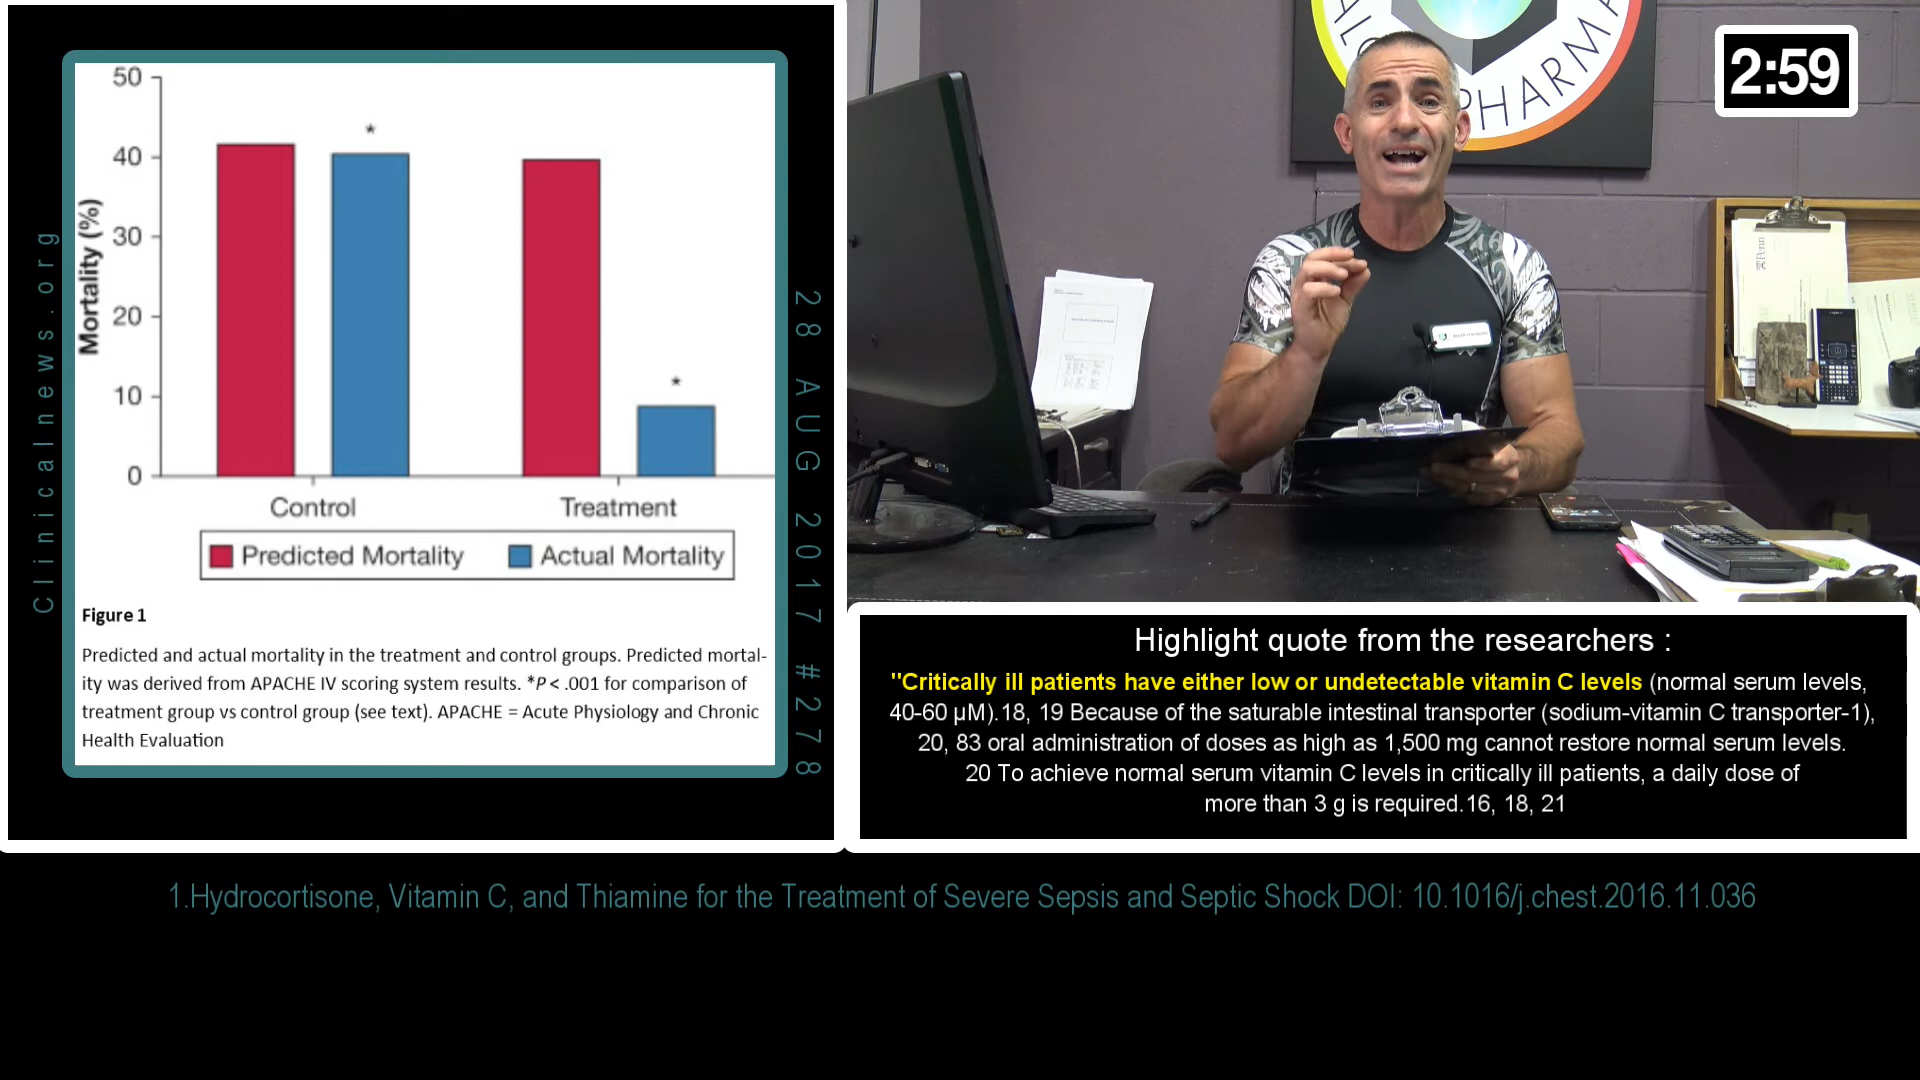 50
40
30
20
10
0
Mortality (%)
*
*
Control
Treatment
Predicted Mortality
Actual Mortality
Figure 1
Predicted and actual mortality in the treatment and control groups. Predicted mortal-
ity was derived from APACHE IV scoring system results. *P < .001 for comparison of
treatment group vs control group (see text). APACHE = Acute Physiology and Chronic
Health Evaluation
Clinicalnews.org
28 AUG 2017 #278
PHARM
2:59
Highlight quote from the researchers :
"Critically ill patients have either low or undetectable vitamin C levels (normal serum levels,
40-60 µM).18, 19 Because of the saturable intestinal transporter (sodium-vitamin C transporter-1),
20, 83 oral administration of doses as high as 1,500 mg cannot restore normal serum levels.
20 To achieve normal serum vitamin C levels in critically ill patients, a daily dose of
more than 3 g is required.16, 18, 21
1.Hydrocortisone, Vitamin C, and Thiamine for the Treatment of Severe Sepsis and Septic Shock DOI: 10.1016/j.chest.2016.11.036